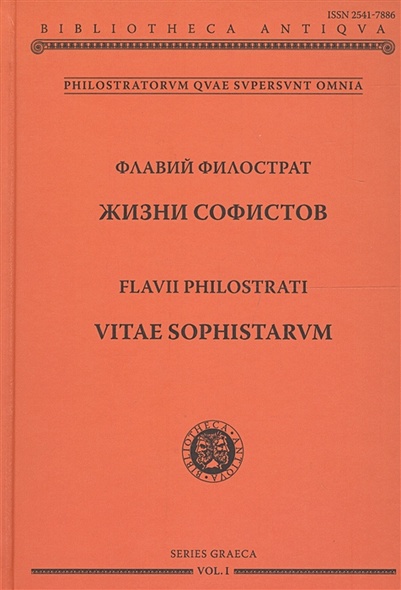 ISSN 2541-7886
BIBLIOTHECA ANTIQVA
PHILOSTRATORVM QVAE SVPERSVNT OMNIA
ФЛАВИЙ ФИЛОСТРАТ
ЖИЗНИ СОФИСТОВ
FLAVII PHILOSTRATI
VITAE SOPHISTARVM
BIBLIOTHECA • ANTIQVA •
SERIES GRAECA
VOL. I